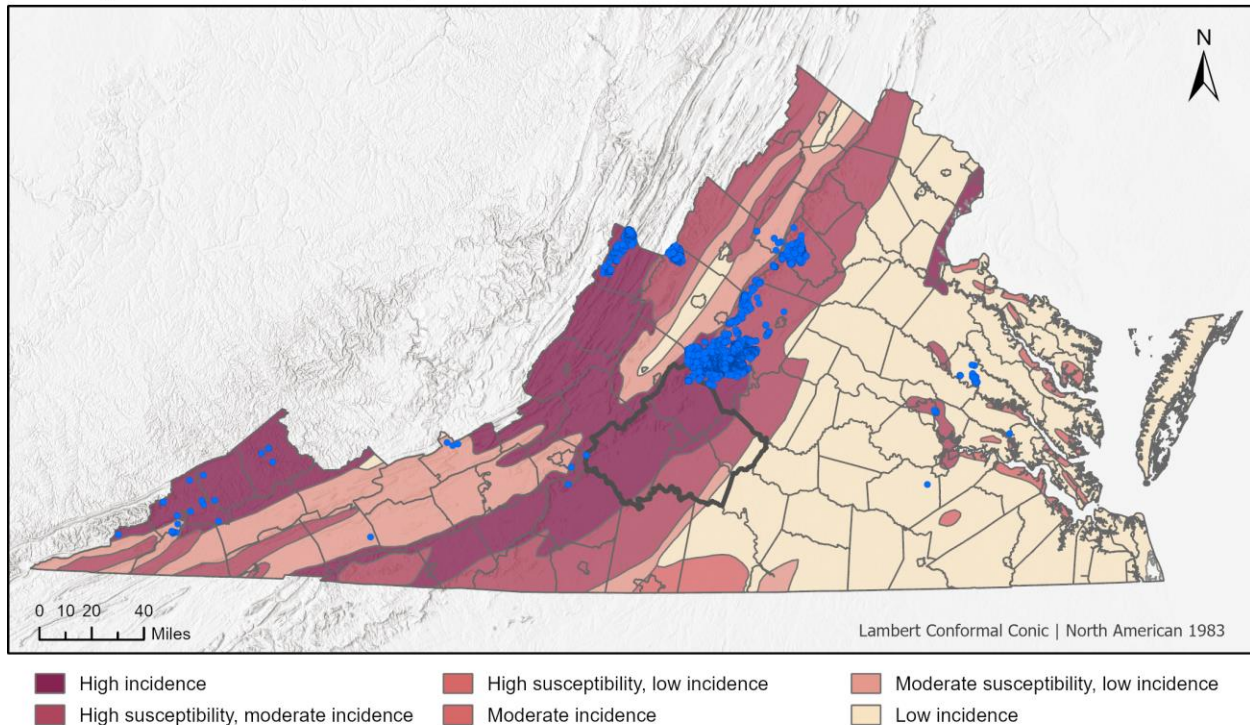 N
0 10 20 40
Miles
Lambert Conformal Conic | North American 1983
High incidence
High susceptibility, low incidence
Moderate susceptibility, low incidence
High susceptibility, moderate incidence
Moderate incidence
Low incidence